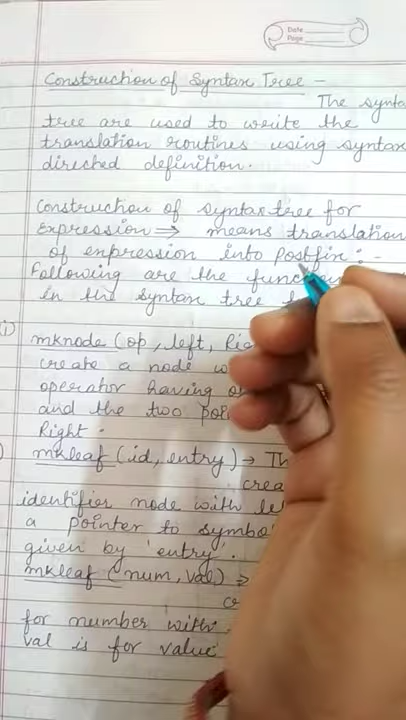 Date
Page
Construction of Syntax Tree -
The synta
tree are used to write the
translation routines using syntax
directed definition.
Construction of syntax tree for
Expression ⇒ means translation
of expression into Postfix :-
Following are the func
in the syntax tree
i) mknode (op, left, Rig
create a node w
operator having o
and the two poi
Right.
) mkleaf (id, entry) → Th
crea
identifier node with l
a pointer to symbo
given by 'entry'.
mkleaf (num, val) →
for number with
val is for value